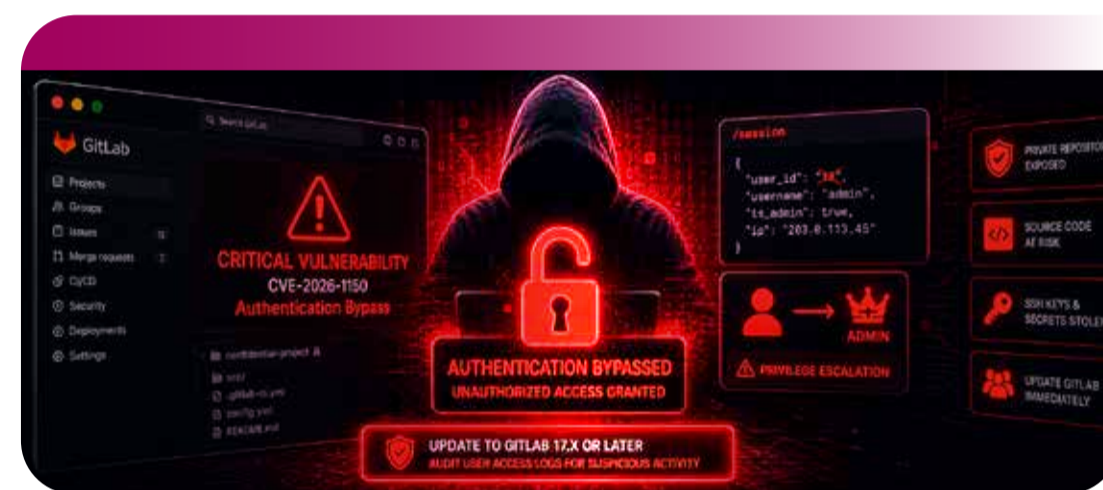 GitLab
Projects
Groups
Issues
Merge requests
CI/CD
Security
Deployments
Settings
CRITICAL VULNERABILITY
CVE-2026-1150
Authentication Bypass
src/
README.md
AUTHENTICATION BYPASSED
UNAUTHORIZED ACCESS GRANTED
UPDATE TO GITLAB 17.X OR LATER
AUDIT USER ACCESS LOGS FOR SUSPICIOUS ACTIVITY
/session
{
"user_id":
"username": "admin",
"is_admin": true,
"ip": "203.0.113.45"
}
ADMIN
PRIVILEGE ESCALATION
PRIVATE
EXPOSED
SOURCE CODE
AT RISK
SSH KEYS &
SECRETS STOLEN
UPDATE GITLAB
IMMEDIATELY